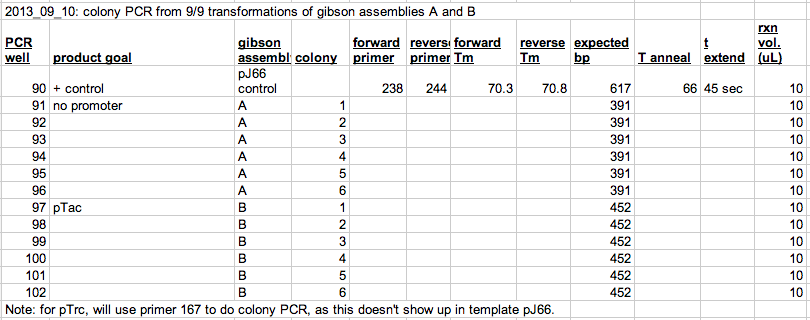 2013_09_10: colony PCR from 9/9 transformations of gibson assemblies A and B
PCR well product goal gibson assembl colony forward primer revers primer forward Tm reverse Tm expected bp T anneal t extend rxn vol. (uL)
90 + control pJ66 control 238 244 70.3 70.8 617 66 45 sec 10
91 no promoter A 1 391 10
92 A 2 391 10
93 A 3 391 10
94 A 4 391 10
95 A 5 391 10
96 A 6 391 10
97 pTac B 1 452 10
98 B 2 452 10
99 B 3 452 10
100 B 4 452 10
101 B 5 452 10
102 B 6 452 10
Note: for pTrc, will use primer 167 to do colony PCR, as this doesn't show up in template pJ66.